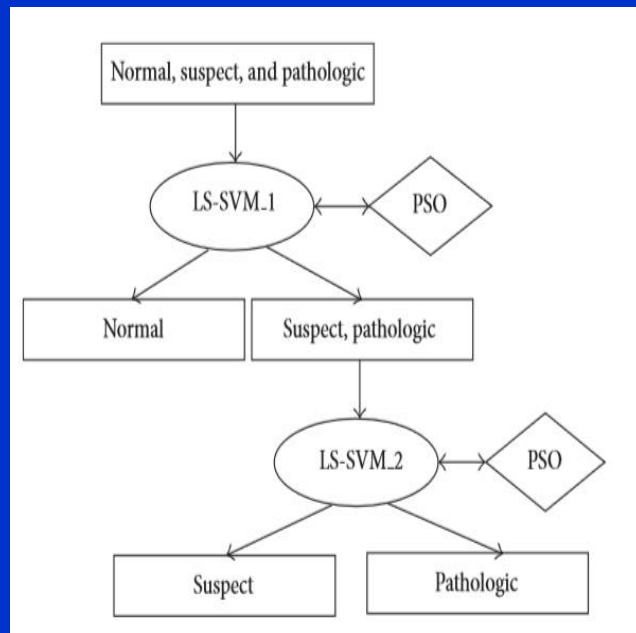 Normal, suspect, and pathologic
LS-SVM_1
PSO
Normal
Suspect, pathologic
LS-SVM_2
PSO
Suspect
Pathologic